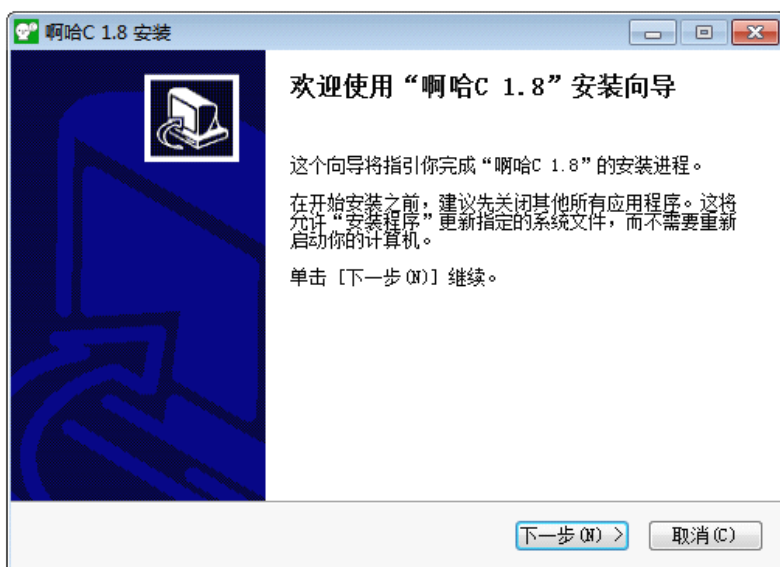 啊哈C 1.8 安装
欢迎使用“啊哈C 1.8”安装向导
这个向导将指引你完成“啊哈C 1.8”的安装进程。
在开始安装之前，建议先关闭其他所有应用程序。这将
允许“安装程序”更新指定的系统文件，而不需要重新
启动你的计算机。
单击 [下一步(N)] 继续。
下一步(N) >
取消(C)